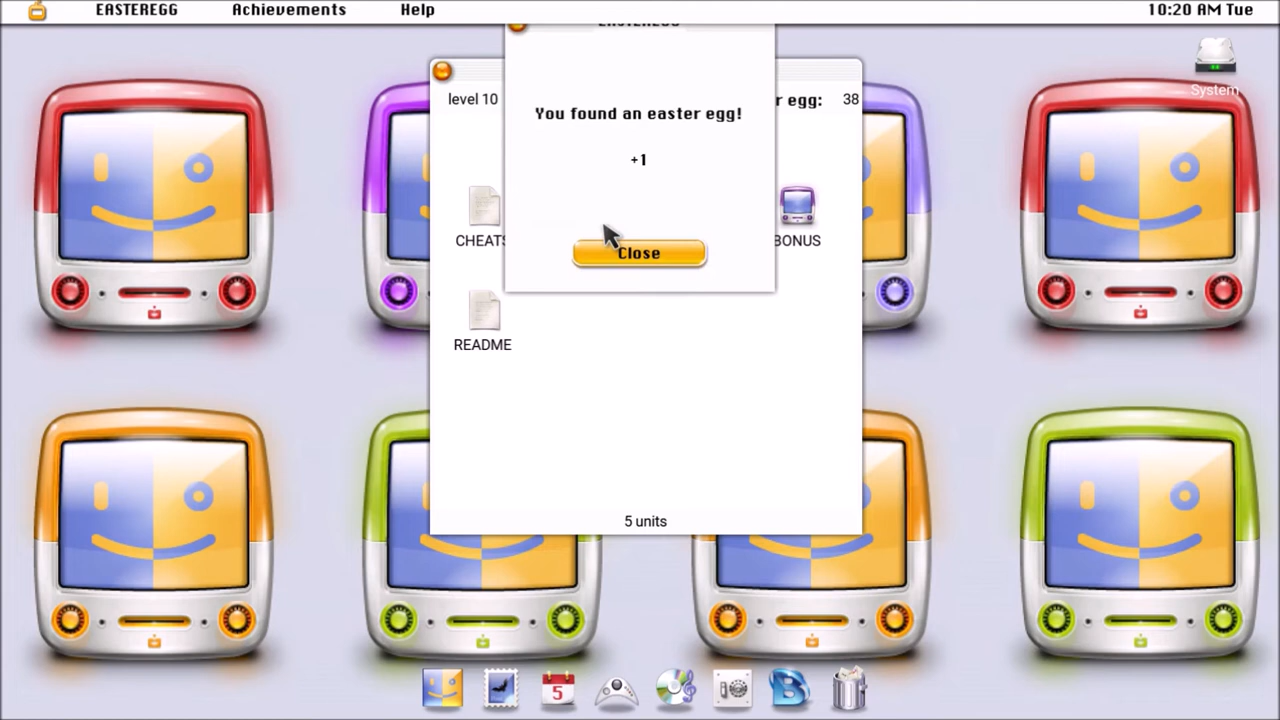 EASTEREGG Achievements Help 10:20 AM Tue
System
EASTEREGG
level 10 r egg: 38
You found an easter egg!
+1
CHEATS BONUS
Close
README
5 units
5